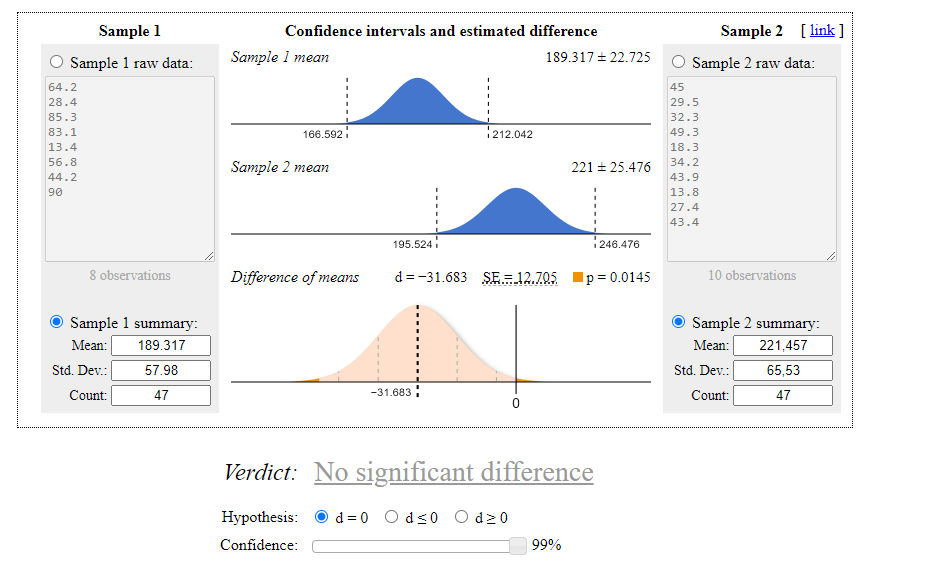 Sample 1
Confidence intervals and estimated difference
Sample 2 [ link ]
Sample 1 raw data:
64.2
28.4
85.3
83.1
13.4
56.8
44.2
90
8 observations
Sample 1 summary:
Mean: 189.317
Std. Dev.: 57.98
Count: 47
Sample 1 mean 189.317 ± 22.725
166.592 212.042
Sample 2 mean 221 ± 25.476
195.524 246.476
Difference of means d = −31.683 SE = 12.705 p = 0.0145
−31.683
0
Sample 2 raw data:
45
29.5
32.3
49.3
18.3
34.2
43.9
13.8
27.4
43.4
10 observations
Sample 2 summary:
Mean: 221,457
Std. Dev.: 65,53
Count: 47
Verdict: No significant difference
Hypothesis: d = 0 d ≤ 0 d ≥ 0
Confidence: 99%